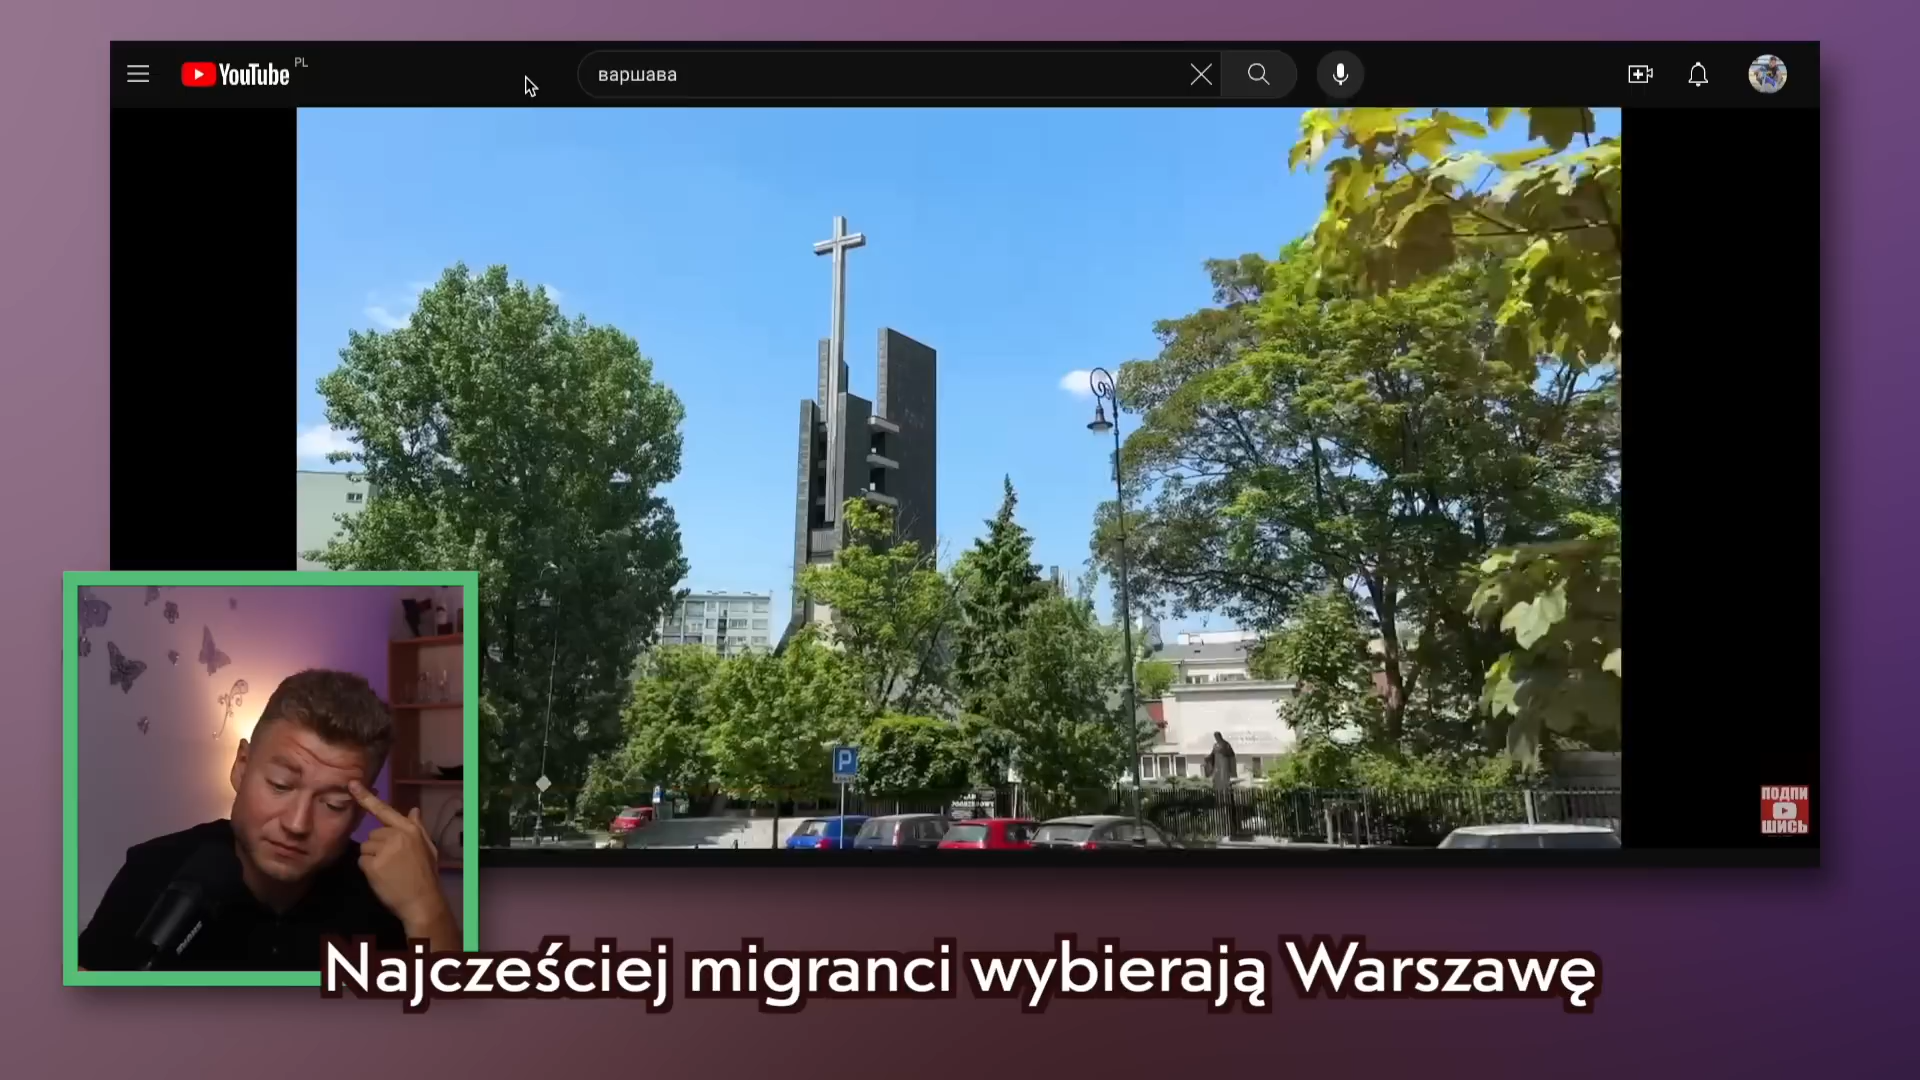 YouTube PL
варшава
P
ПОДПИ
ШИСЬ
Najcześciej migranci wybierają Warszawę